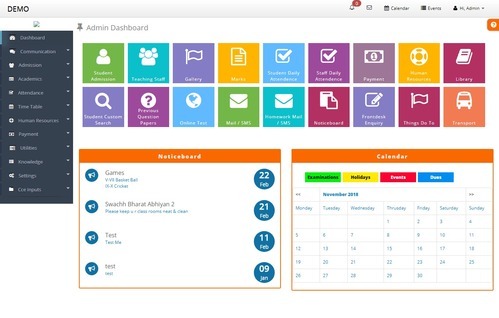 DEMO
Calendar
Events
Hi, Admin
Dashboard
Communication
Admission
Academics
Attendance
Time Table
Human Resources
Payment
Utilities
Knowledge
Settings
Cce Inputs
Admin Dashboard
Student Admission
Teaching Staff
Gallery
Marks
Student Daily Attendance
Staff Daily Attendance
Payment
Human Resources
Library
Student Custom Search
Previous Question Papers
Online Test
Mail / SMS
Homework Mail / SMS
Noticeboard
Frontdesk Enquiry
Things Do To
Transport
Noticeboard
Games
V-VII Basket Ball
IX-X Cricket
22 Feb
Swachh Bharat Abhiyan 2
Please keep u r class rooms neat & clean
21 Feb
Test
Test Me
11 Feb
test
test
09 Jan
Calendar
Examinations Holidays Events Dues
<< November 2018 >>
Monday Tuesday Wednesday Thursday Friday Saturday Sunday
1 2 3 4
5 6 7 8 9 10 11
12 13 14 15 16 17 18
19 20 21 22 23 24 25
26 27 28 29 30